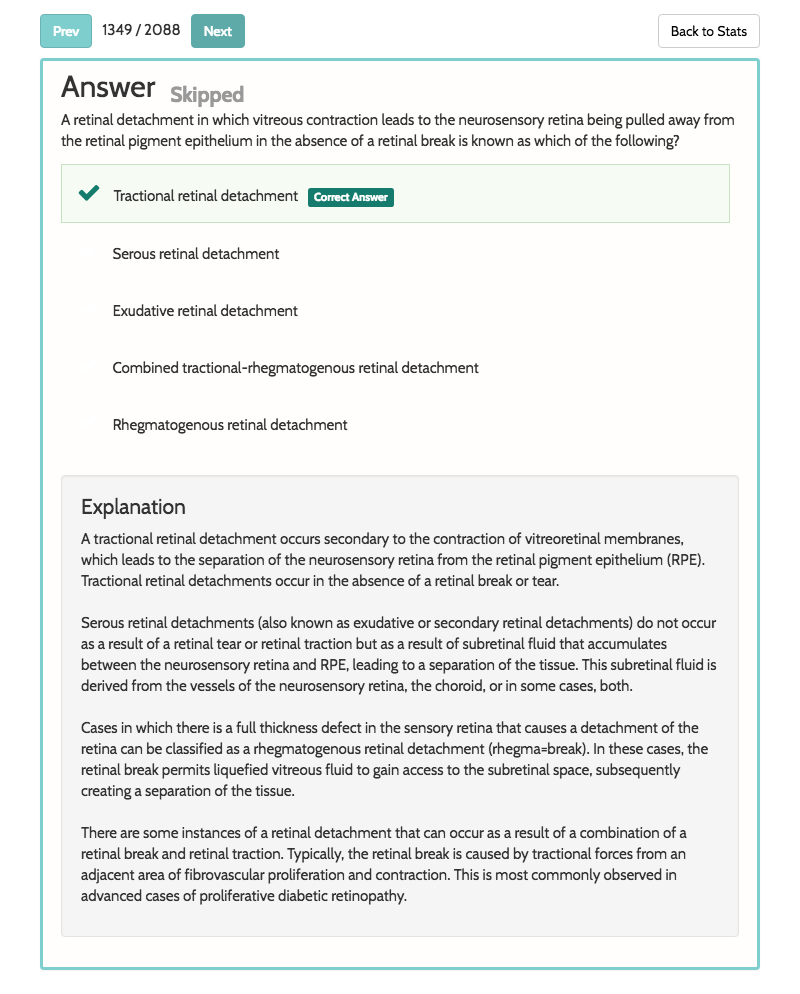 Prev 1349 / 2088 Next Back to Stats
Answer Skipped
A retinal detachment in which vitreous contraction leads to the neurosensory retina being pulled away from
the retinal pigment epithelium in the absence of a retinal break is known as which of the following?
Tractional retinal detachment Correct Answer
Serous retinal detachment
Exudative retinal detachment
Combined tractional-rhegmatogenous retinal detachment
Rhegmatogenous retinal detachment
Explanation
A tractional retinal detachment occurs secondary to the contraction of vitreoretinal membranes,
which leads to the separation of the neurosensory retina from the retinal pigment epithelium (RPE).
Tractional retinal detachments occur in the absence of a retinal break or tear.
Serous retinal detachments (also known as exudative or secondary retinal detachments) do not occur
as a result of a retinal tear or retinal traction but as a result of subretinal fluid that accumulates
between the neurosensory retina and RPE, leading to a separation of the tissue. This subretinal fluid is
derived from the vessels of the neurosensory retina, the choroid, or in some cases, both.
Cases in which there is a full thickness defect in the sensory retina that causes a detachment of the
retina can be classified as a rhegmatogenous retinal detachment (rhegma=break). In these cases, the
retinal break permits liquefied vitreous fluid to gain access to the subretinal space, subsequently
creating a separation of the tissue.
There are some instances of a retinal detachment that can occur as a result of a combination of a
retinal break and retinal traction. Typically, the retinal break is caused by tractional forces from an
adjacent area of fibrovascular proliferation and contraction. This is most commonly observed in
advanced cases of proliferative diabetic retinopathy.